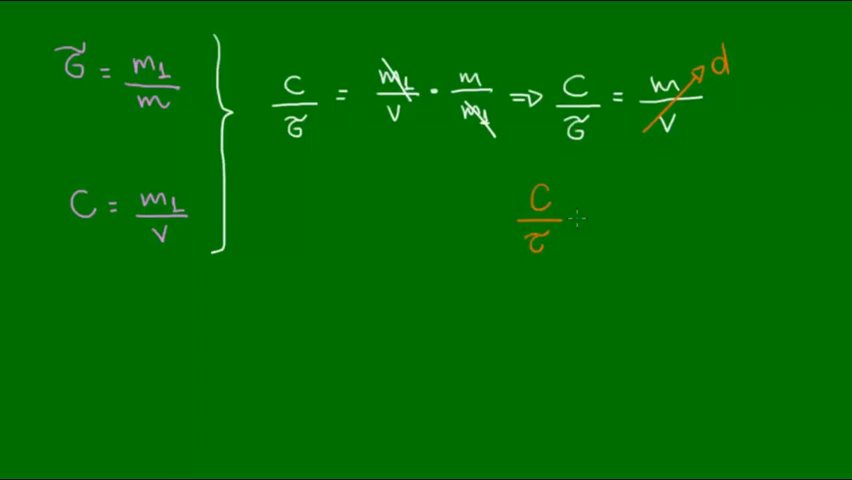 τ = m₁/m
C/τ = m₁/v · m/m₁ ⇒ C/τ = m/v d
C = m₁/v
C/τ